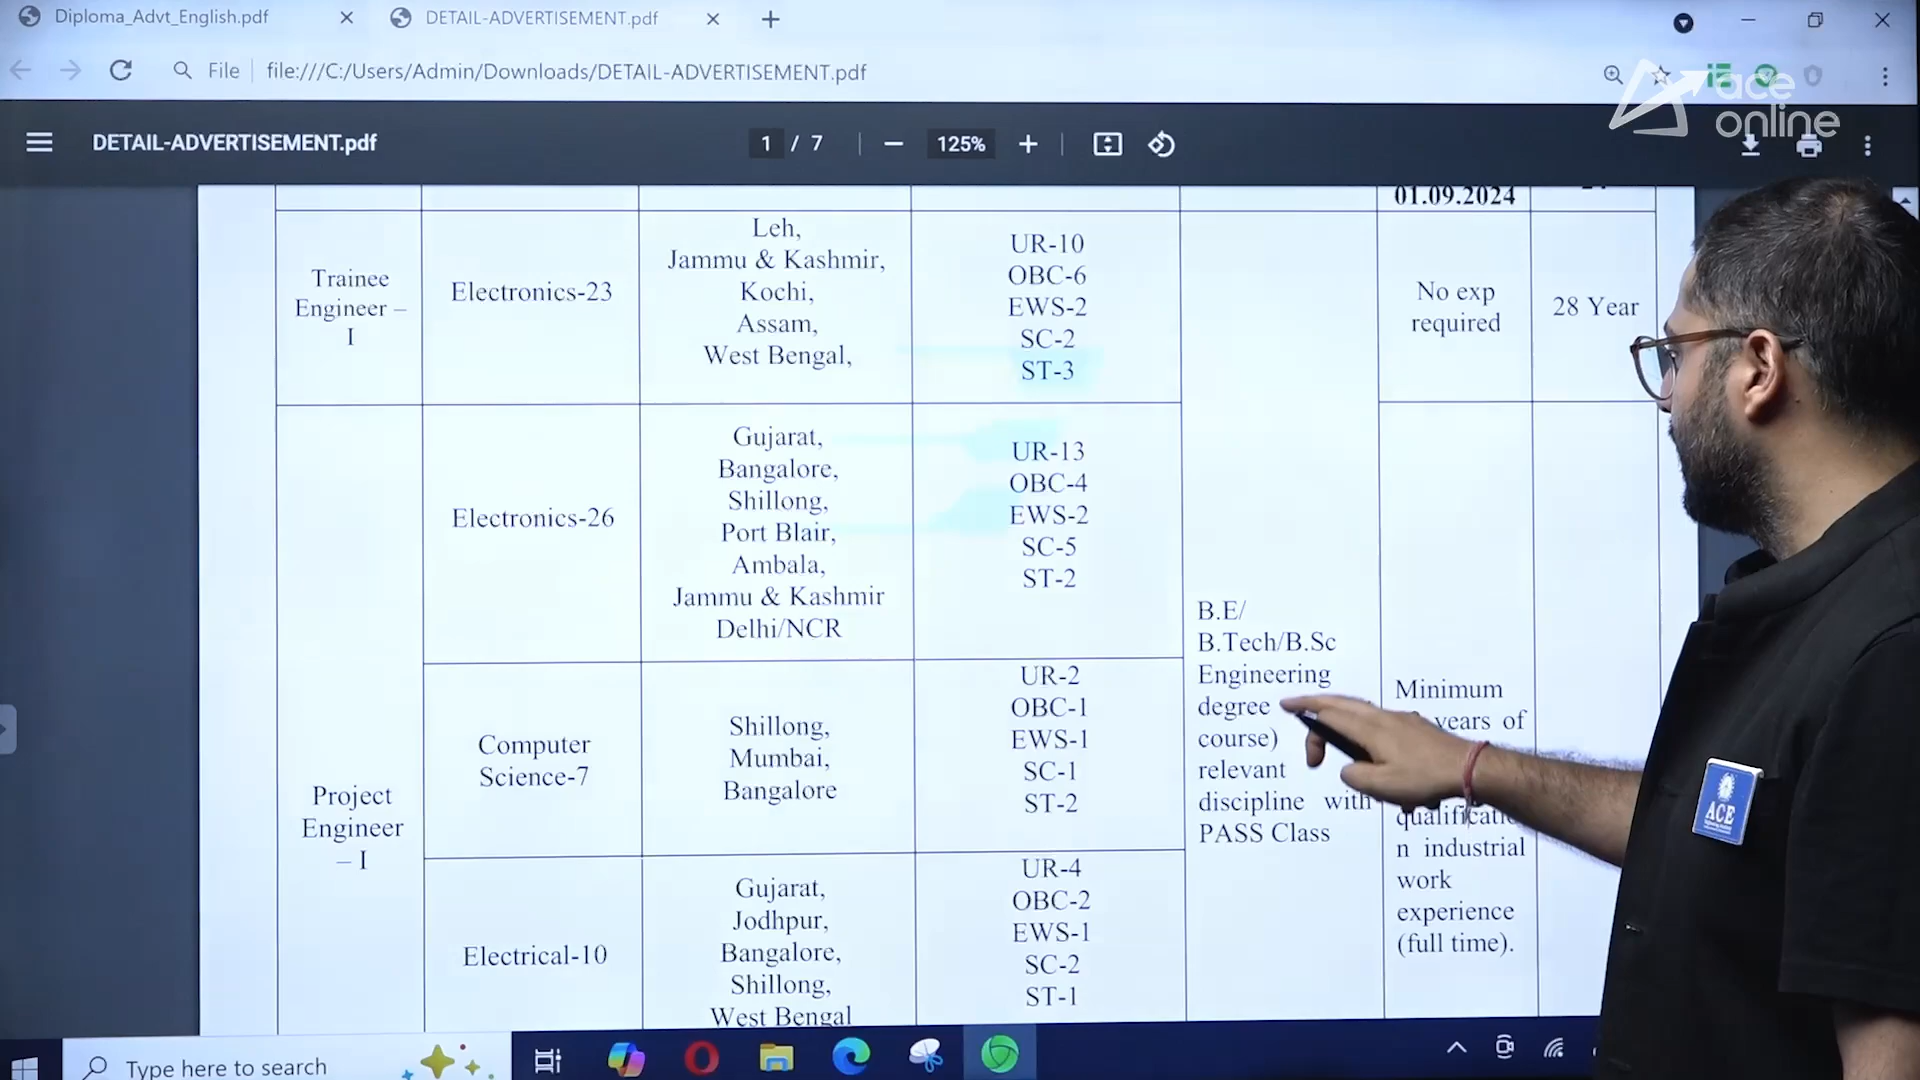 Diploma_Advt_English.pdf
DETAIL-ADVERTISEMENT.pdf
File
file:///C:/Users/Admin/Downloads/DETAIL-ADVERTISEMENT.pdf
ace
online
DETAIL-ADVERTISEMENT.pdf
1 / 7
125%
01.09.2024
Trainee
Engineer –
I
Electronics-23
Leh,
Jammu & Kashmir,
Kochi,
Assam,
West Bengal,
UR-10
OBC-6
EWS-2
SC-2
ST-3
No exp
required
28 Year
Project
Engineer
– I
Electronics-26
Gujarat,
Bangalore,
Shillong,
Port Blair,
Ambala,
Jammu & Kashmir
Delhi/NCR
UR-13
OBC-4
EWS-2
SC-5
ST-2
Computer
Science-7
Shillong,
Mumbai,
Bangalore
UR-2
OBC-1
EWS-1
SC-1
ST-2
Electrical-10
Gujarat,
Jodhpur,
Bangalore,
Shillong,
West Bengal
UR-4
OBC-2
EWS-1
SC-2
ST-1
B.E/
B.Tech/B.Sc
Engineering
degree
course)
relevant
discipline with
PASS Class
Minimum
years of
n industrial
work
experience
(full time).
ACE
Type here to search